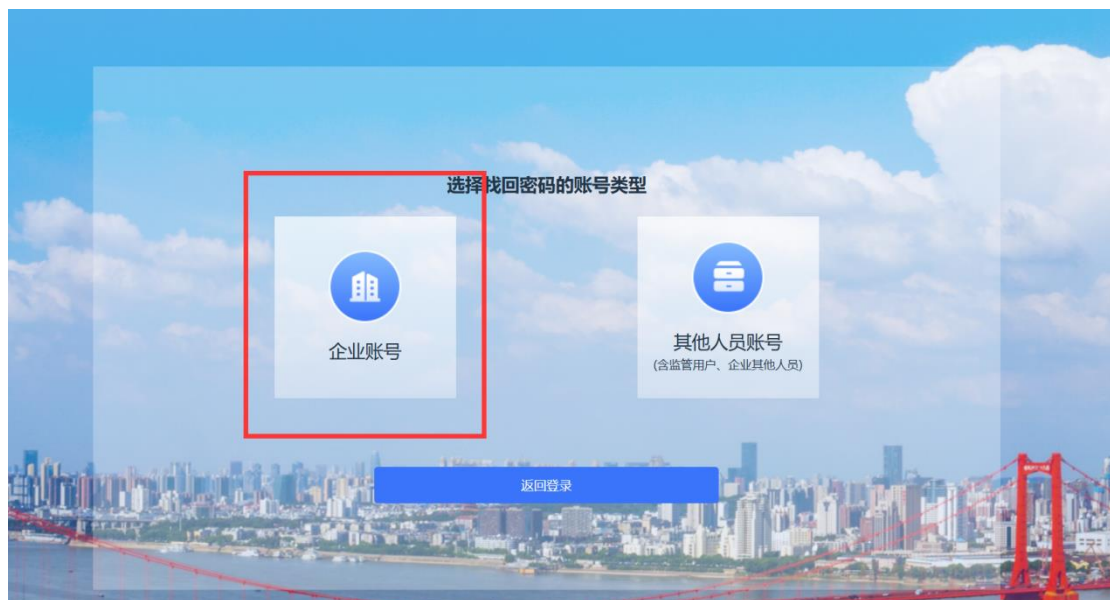 选择找回密码的账号类型
企业账号
其他人员账号
(含监管用户、企业其他人员)
返回登录